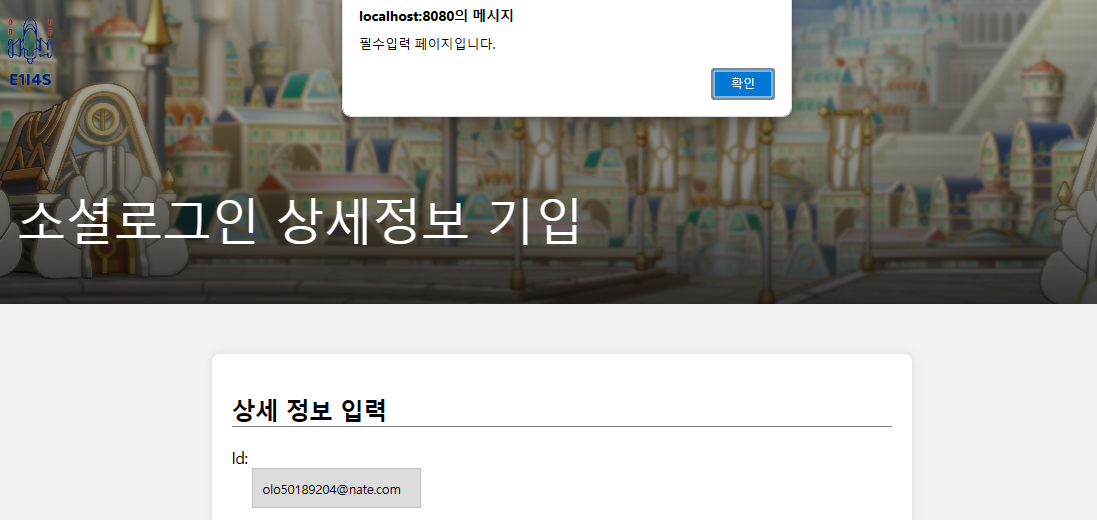 localhost:8080의 메시지
필수입력 페이지입니다.
확인
E1I4S
소셜로그인 상세정보 기입
상세 정보 입력
Id:
olo50189204@nate.com